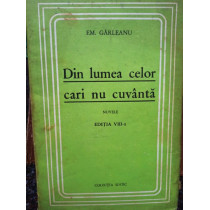 EM. GÂRLEANU
Din lumea celor
cari nu cuvântă
NUVELE
EDIȚIA VIII-a